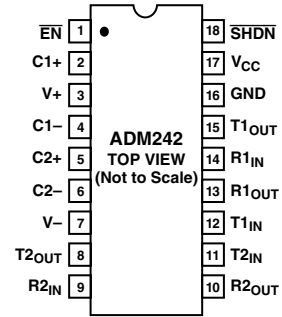 EN 1 18 SHDN
C1+ 2 17 VCC
V+ 3 16 GND
C1– 4 15 T1OUT
ADM242
C2+ 5 TOP VIEW 14 R1IN
(Not to Scale)
C2– 6 13 R1OUT
V– 7 12 T1IN
T2OUT 8 11 T2IN
R2IN 9 10 R2OUT